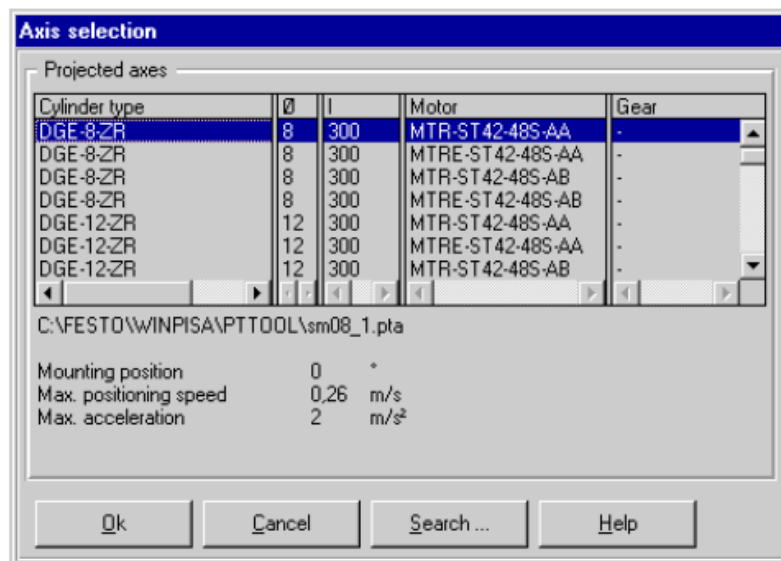 Axis selection
Projected axes
Cylinder type Ø l Motor Gear
DGE-8-ZR 8 300 MTR-ST42-48S-AA -
DGE-8-ZR 8 300 MTRE-ST42-48S-AA -
DGE-8-ZR 8 300 MTR-ST42-48S-AB -
DGE-8-ZR 8 300 MTRE-ST42-48S-AB -
DGE-12-ZR 12 300 MTR-ST42-48S-AA -
DGE-12-ZR 12 300 MTRE-ST42-48S-AA -
DGE-12-ZR 12 300 MTR-ST42-48S-AB -
C:\FESTO\WINPISA\PTTOOL\sm08_1.pta
Mounting position 0 °
Max. positioning speed 0,26 m/s
Max. acceleration 2 m/s²
Ok Cancel Search ... Help